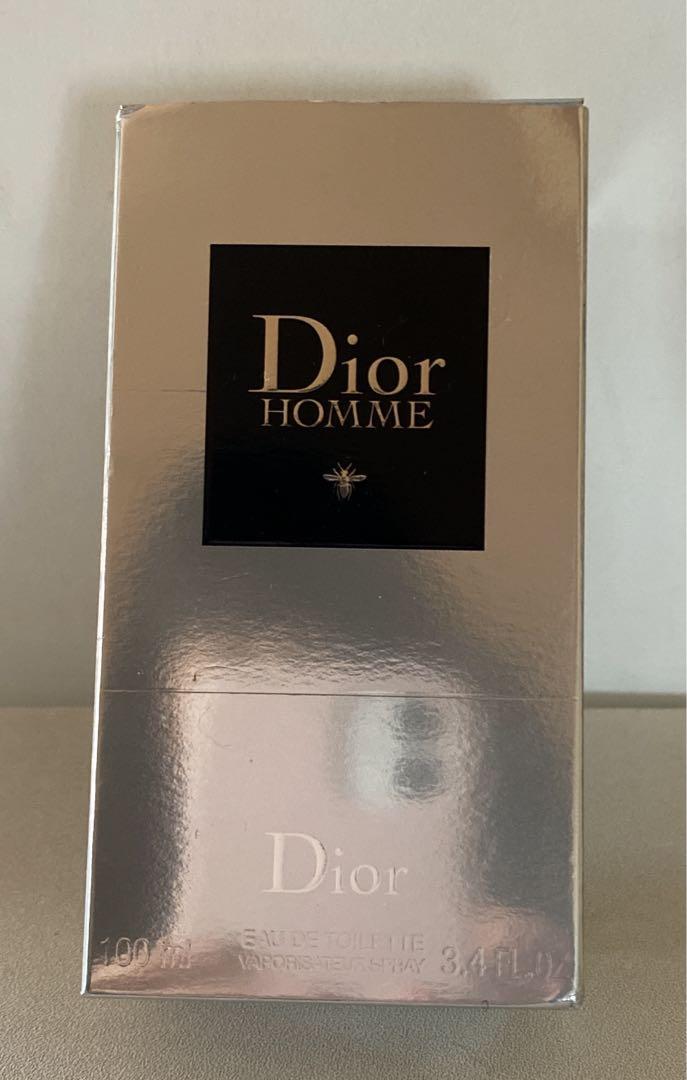 Dior
HOMME
Dior
EAU DE TOILETTE
100 ml VAPORISATEUR SPRAY 3.4 FL.OZ